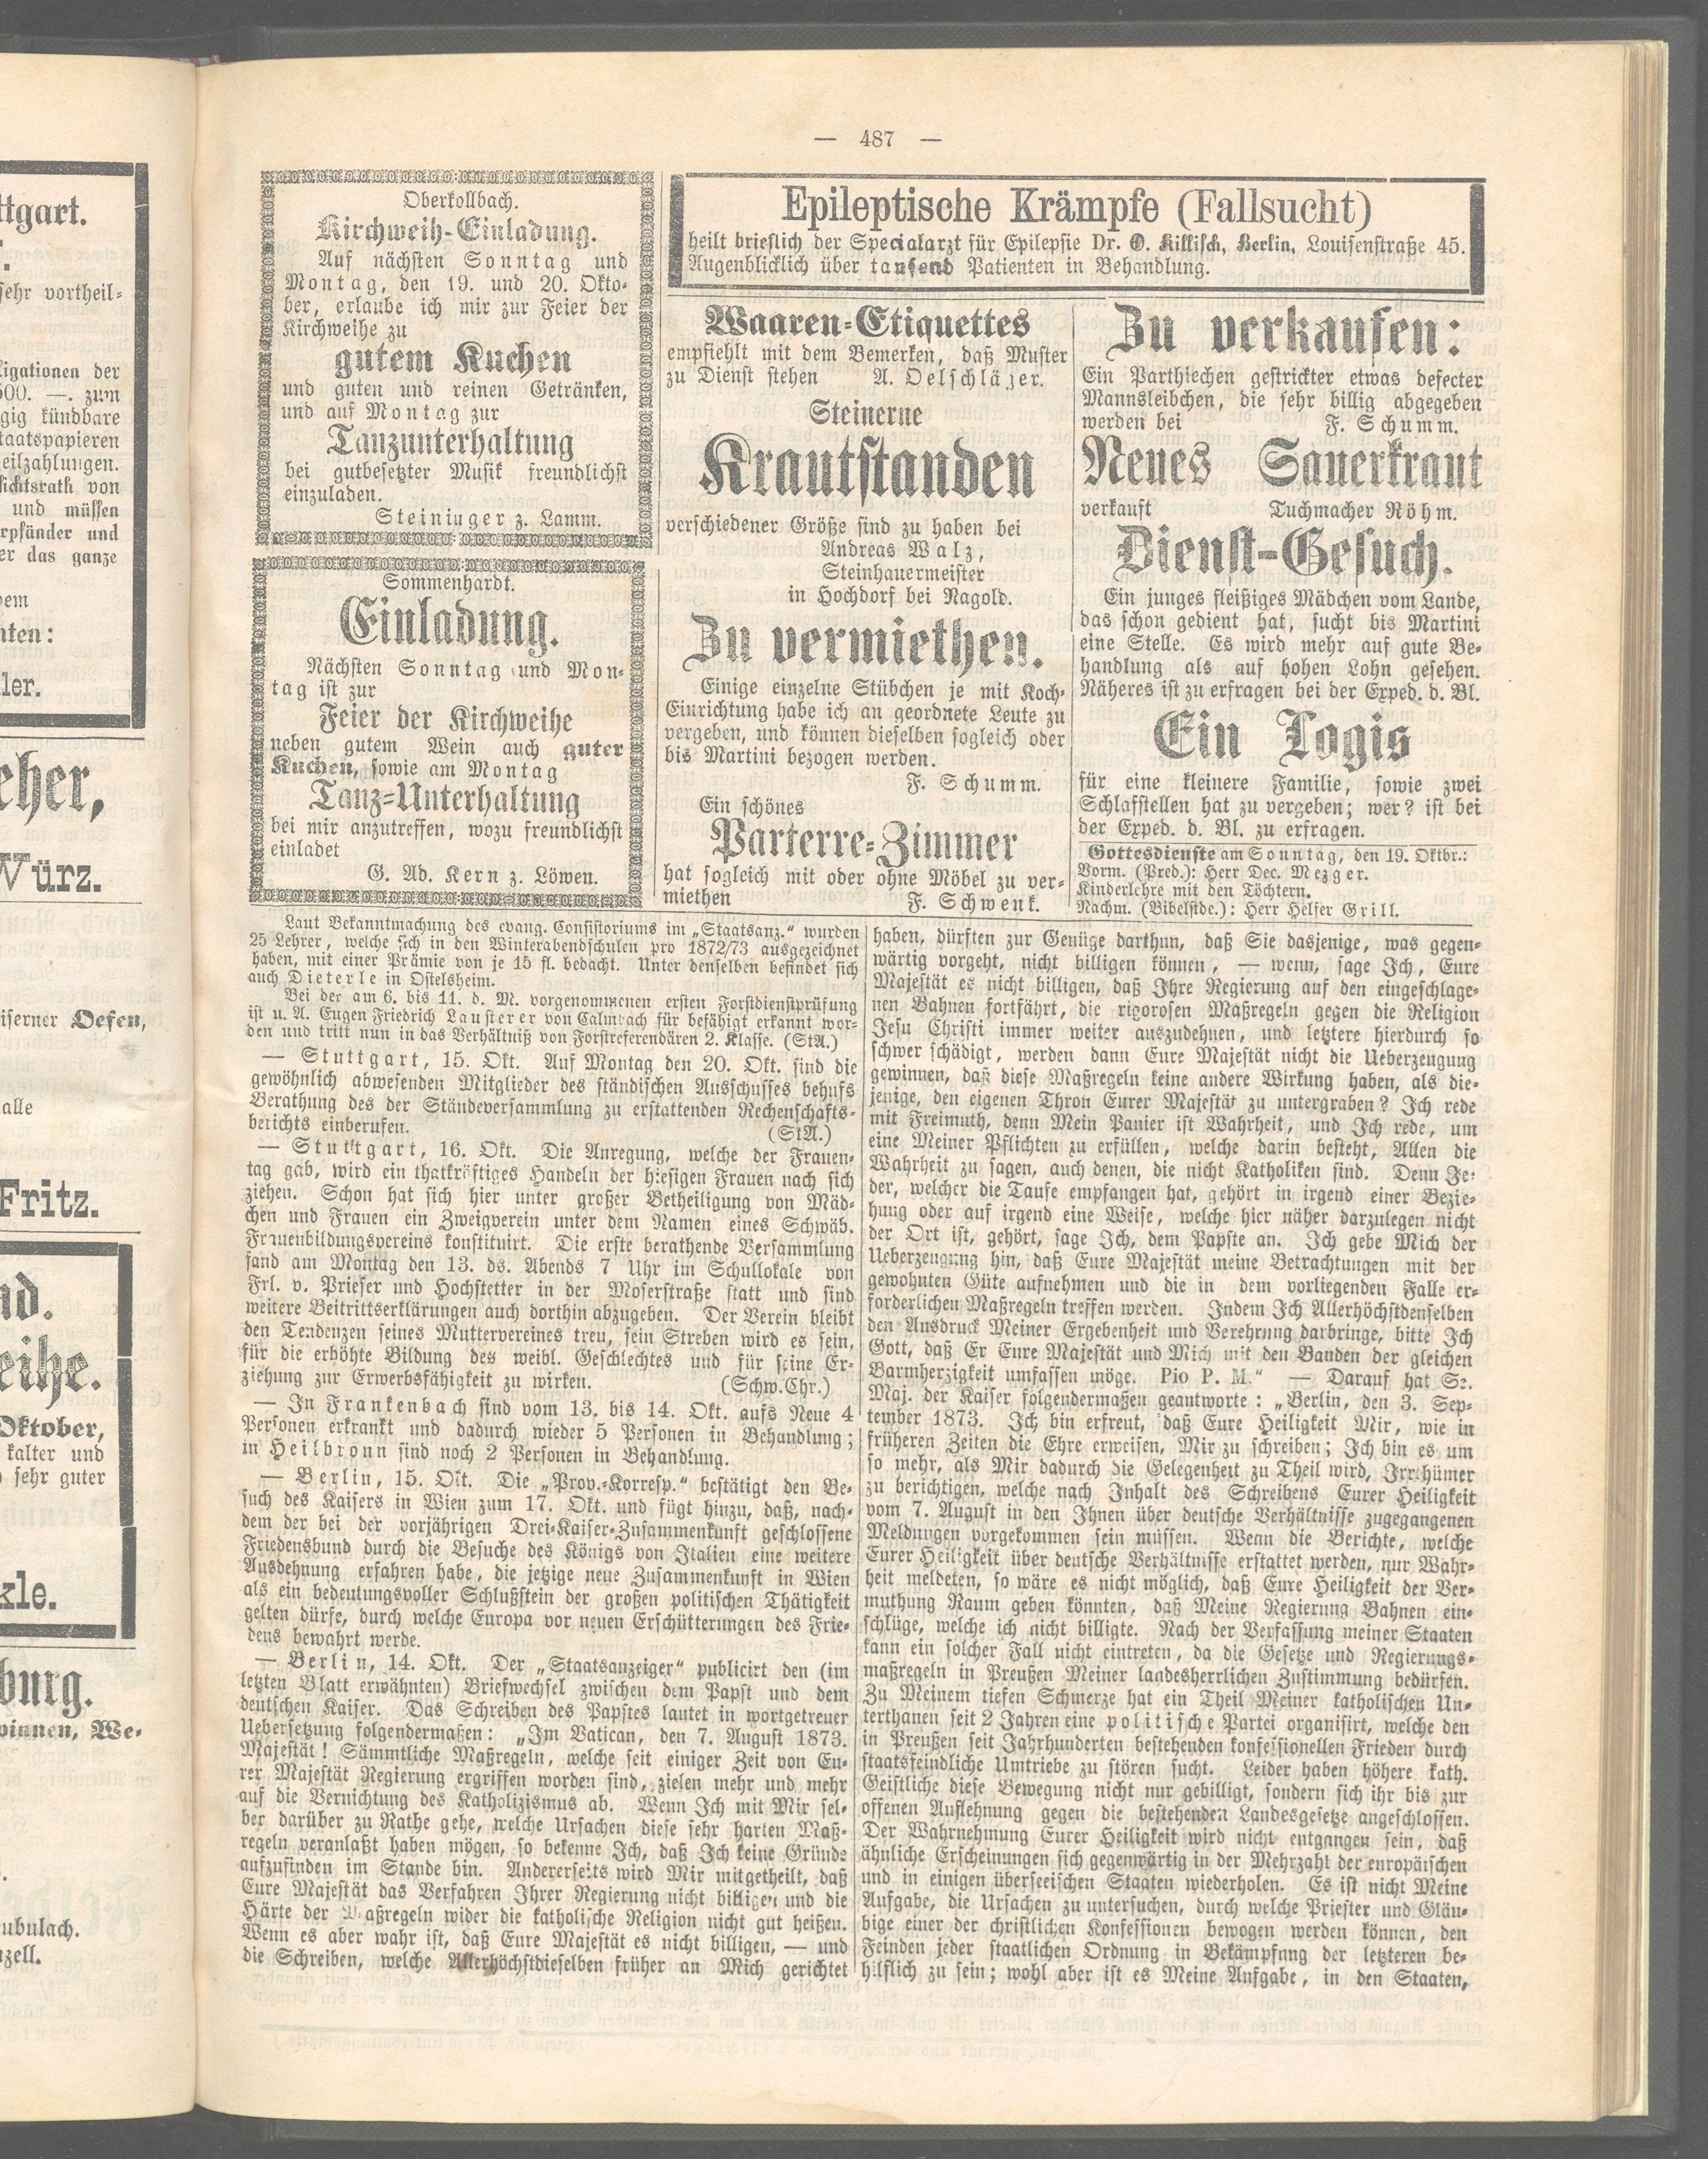 — 487 —
Oberkollbach.
Kirchweih-Einladung.
Auf nächsten Sonntag und
Montag, den 19. und 20. Okto-
ber, erlaube ich mir zur Feier der
Kirchweihe zu
gutem Kuchen
und guten und reinen Getränken,
und auf Montag zur
Tanzunterhaltung
bei gutbesetzter Musik freundlichst
einzuladen.
Steininger z. Lamm.
Sommenhardt.
Einladung.
Nächsten Sonntag und Mon-
tag ist zur
Feier der Kirchweihe
neben gutem Wein auch guter
Kuchen, sowie am Montag
Tanz-Unterhaltung
bei mir anzutreffen, wozu freundlichst
einladet
G. Ad. Kern z. Löwen.
Epileptische Krämpfe (Fallsucht)
heilt brieflich der Specialarzt für Epilepsie Dr. O. Killisch, Berlin, Louisenstraße 45.
Augenblicklich über tausend Patienten in Behandlung.
Waaren-Etiquettes
empfiehlt mit dem Bemerken, daß Muster
zu Dienst stehen A. Oelschläger.
Steinerne
Krautstanden
verschiedener Größe sind zu haben bei
Andreas Walz,
Steinhauermeister
in Hochdorf bei Nagold.
Zu vermiethen.
Einige einzelne Stübchen je mit Koch-
Einrichtung habe ich an geordnete Leute zu
vergeben, und können dieselben sogleich oder
bis Martini bezogen werden.
F. Schumm.
Ein schönes
Parterre-Zimmer
hat sogleich mit oder ohne Möbel zu ver-
miethen F. Schwenk.
Zu verkaufen:
Ein Parthiechen gestrickter etwas defecter
Mannsleibchen, die sehr billig abgegeben
werden bei F. Schumm.
Neues Sauerkraut
verkauft Tuchmacher Röhm.
Dienst-Gesuch.
Ein junges fleißiges Mädchen vom Lande,
das schon gedient hat, sucht bis Martini
eine Stelle. Es wird mehr auf gute Be-
handlung als auf hohen Lohn gesehen.
Näheres ist zu erfragen bei der Exped. d. Bl.
Ein Logis
für eine kleinere Familie, sowie zwei
Schlafstellen hat zu vergeben; wer? ist bei
der Exped. d. Bl. zu erfragen.
Gottesdienste am Sonntag, den 19. Oktbr.:
Vorm. (Pred.): Herr Dec. Mezger.
Kinderlehre mit den Töchtern.
Nachm. (Bibelstde.): Herr Helfer Grill.
Laut Bekanntmachung des evang. Consistoriums im „Staatsanz.“ wurden
25 Lehrer, welche sich in den Winterabendschulen pro 1872/73 ausgezeichnet
haben, mit einer Prämie von je 15 fl. bedacht. Unter denselben befindet sich
auch Dieterle in Ostelsheim.
Bei der am 6. bis 11. d. M. vorgenommenen ersten Forstdienstprüfung
ist u. A. Eugen Friedrich Lausterer von Calmbach für befähigt erkannt wor-
den und tritt nun in das Verhältniß von Forstreferendären 2. Klasse. (StA.)
— Stuttgart, 15. Okt. Auf Montag den 20. Okt. sind die
gewöhnlich abwesenden Mitglieder des ständischen Ausschusses behufs
Berathung des der Ständeversammlung zu erstattenden Rechenschafts-
berichts einberufen. (StA.)
— Stuttgart, 16. Okt. Die Anregung, welche der Frauen-
tag gab, wird ein thatkräftiges Handeln der hiesigen Frauen nach sich
ziehen. Schon hat sich hier unter großer Betheiligung von Mäd-
chen und Frauen ein Zweigverein unter dem Namen eines Schwäb.
Frauenbildungsvereins konstituirt. Die erste berathende Versammlung
fand am Montag den 13. ds. Abends 7 Uhr im Schullokale von
Frl. v. Prieser und Hochstetter in der Moserstraße statt und sind
weitere Beitrittserklärungen auch dorthin abzugeben. Der Verein bleibt
den Tendenzen seines Muttervereines treu, sein Streben wird es sein,
für die erhöhte Bildung des weibl. Geschlechtes und für seine Er-
ziehung zur Erwerbsfähigkeit zu wirken. (Schw.Chr.)
— In Frankenbach sind vom 13. bis 14. Okt. aufs Neue 4
Personen erkrankt und dadurch wieder 5 Personen in Behandlung;
in Heilbronn sind noch 2 Personen in Behandlung.
— Berlin, 15. Okt. Die „Prov.-Korresp.“ bestätigt den Be-
such des Kaisers in Wien zum 17. Okt. und fügt hinzu, daß, nach-
dem der bei der vorjährigen Drei-Kaiser-Zusammenkunft geschlossene
Friedensbund durch die Besuche des Königs von Italien eine weitere
Ausdehnung erfahren habe, die jetzige neue Zusammenkunft in Wien
als ein bedeutungsvoller Schlußstein der großen politischen Thätigkeit
gelten dürfe, durch welche Europa vor neuen Erschütterungen des Frie-
dens bewahrt werde.
— Berlin, 14. Okt. Der „Staatsanzeiger“ publicirt den (im
letzten Blatt erwähnten) Briefwechsel zwischen dem Papst und dem
deutschen Kaiser. Das Schreiben des Papstes lautet in wortgetreuer
Uebersetzung folgendermaßen: „Im Vatican, den 7. August 1873.
Majestät! Sämmtliche Maßregeln, welche seit einiger Zeit von Eu-
rer Majestät Regierung ergriffen worden sind, zielen mehr und mehr
auf die Vernichtung des Katholizismus ab. Wenn Ich mit Mir sel-
ber darüber zu Rathe gehe, welche Ursachen diese sehr harten Maß-
regeln veranlaßt haben mögen, so bekenne Ich, daß Ich keine Gründe
aufzufinden im Stande bin. Andererseits wird Mir mitgetheilt, daß
Eure Majestät das Verfahren Ihrer Regierung nicht billigen und die
Härte der Maßregeln wider die katholische Religion nicht gut heißen.
Wenn es aber wahr ist, daß Eure Majestät es nicht billigen, — und
die Schreiben, welche Allerhöchstdieselben früher an Mich gerichtet
haben, dürften zur Genüge darthun, daß Sie dasjenige, was gegen-
wärtig vorgeht, nicht billigen können, — wenn, sage Ich, Eure
Majestät es nicht billigen, daß Ihre Regierung auf den eingeschlage-
nen Bahnen fortfährt, die rigorosen Maßregeln gegen die Religion
Jesu Christi immer weiter auszudehnen, und letztere hierdurch so
schwer schädigt, werden dann Eure Majestät nicht die Ueberzeugung
gewinnen, daß diese Maßregeln keine andere Wirkung haben, als die-
jenige, den eigenen Thron Eurer Majestät zu untergraben? Ich rede
mit Freimuth, denn Mein Panier ist Wahrheit, und Ich rede, um
eine Meiner Pflichten zu erfüllen, welche darin besteht, Allen die
Wahrheit zu sagen, auch denen, die nicht Katholiken sind. Denn Je-
der, welcher die Taufe empfangen hat, gehört in irgend einer Bezie-
hung oder auf irgend eine Weise, welche hier näher darzulegen nicht
der Ort ist, gehört, sage Ich, dem Papste an. Ich gebe Mich der
Ueberzeugung hin, daß Eure Majestät meine Betrachtungen mit der
gewohnten Güte aufnehmen und die in dem vorliegenden Falle er-
forderlichen Maßregeln treffen werden. Indem Ich Allerhöchstdenselben
den Ausdruck Meiner Ergebenheit und Verehrung darbringe, bitte Ich
Gott, daß Er Eure Majestät und Mich mit den Banden der gleichen
Barmherzigkeit umfassen möge. Pio P. M.“ — Darauf hat Se.
Maj. der Kaiser folgendermaßen geantworte: „Berlin, den 3. Sep-
tember 1873. Ich bin erfreut, daß Eure Heiligkeit Mir, wie in
früheren Zeiten die Ehre erweisen, Mir zu schreiben; Ich bin es um
so mehr, als Mir dadurch die Gelegenheit zu Theil wird, Irrthümer
zu berichtigen, welche nach Inhalt des Schreibens Eurer Heiligkeit
vom 7. August in den Ihnen über deutsche Verhältnisse zugegangenen
Meldungen vorgekommen sein müssen. Wenn die Berichte, welche
Eurer Heiligkeit über deutsche Verhältnisse erstattet werden, nur Wahr-
heit meldeten, so wäre es nicht möglich, daß Eure Heiligkeit der Ver-
muthung Raum geben könnten, daß Meine Regierung Bahnen ein-
schlüge, welche ich nicht billigte. Nach der Verfassung meiner Staaten
kann ein solcher Fall nicht eintreten, da die Gesetze und Regierungs-
maßregeln in Preußen Meiner landesherrlichen Zustimmung bedürfen.
Zu Meinem tiefen Schmerze hat ein Theil Meiner katholischen Un-
terthanen seit 2 Jahren eine politische Partei organisirt, welche den
in Preußen seit Jahrhunderten bestehenden konfessionellen Frieden durch
staatsfeindliche Umtriebe zu stören sucht. Leider haben höhere kath.
Geistliche diese Bewegung nicht nur gebilligt, sondern sich ihr bis zur
offenen Auflehnung gegen die bestehenden Landesgesetze angeschlossen.
Der Wahrnehmung Eurer Heiligkeit wird nicht entgangen sein, daß
ähnliche Erscheinungen sich gegenwärtig in der Mehrzahl der europäischen
und in einigen überseeischen Staaten wiederholen. Es ist nicht Meine
Aufgabe, die Ursachen zu untersuchen, durch welche Priester und Gläu-
bige einer der christlichen Konfessionen bewogen werden können, den
Feinden jeder staatlichen Ordnung in Bekämpfung der letzteren be-
hilflich zu sein; wohl aber ist es Meine Aufgabe, in den Staaten,